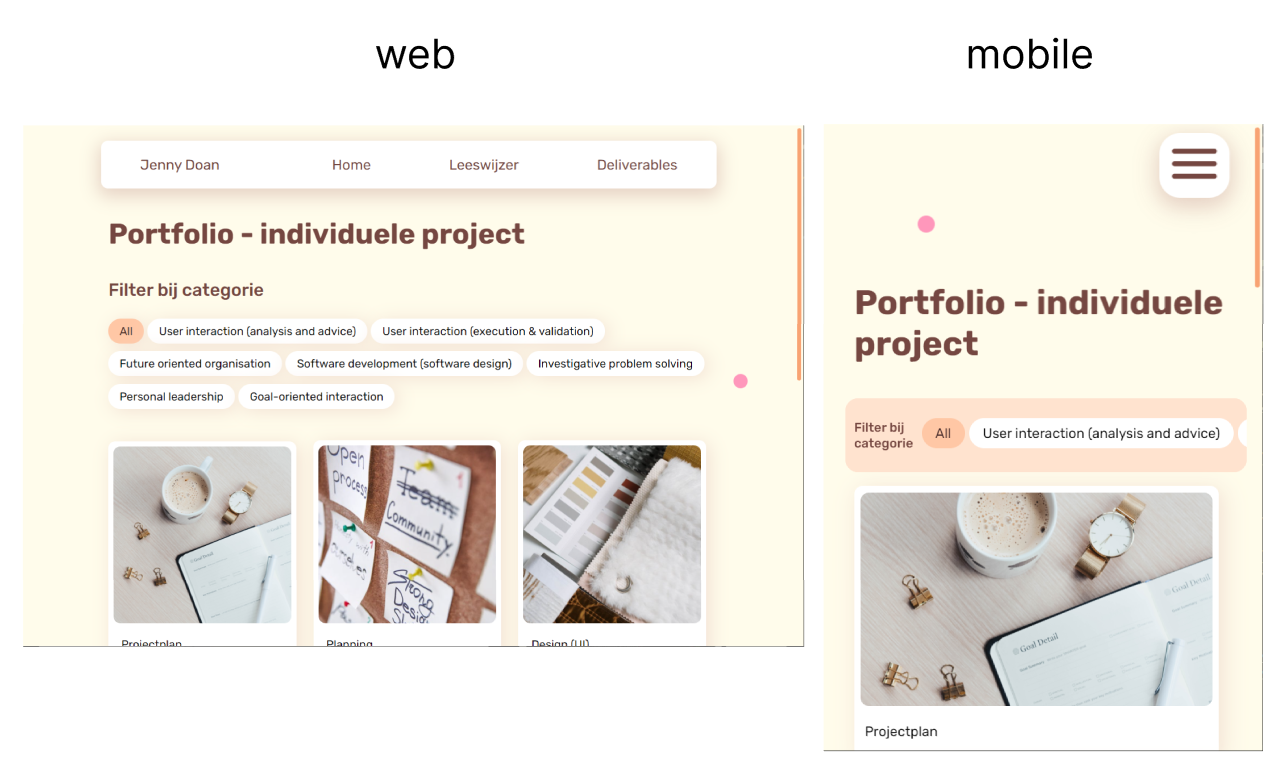 web
mobile
Jenny Doan Home Leeswijzer Deliverables
Portfolio - individuele project
Filter bij categorie
All User interaction (analysis and advice) User interaction (execution & validation)
Future oriented organisation Software development (software design) Investigative problem solving
Personal leadership Goal-oriented interaction
Open
process
Team
Community.
Strong
Design
Projectplan Planning Design (UI)
Portfolio - individuele
project
Filter bij
categorie
All User interaction (analysis and advice)
Goal Detail
Goal Detail
Projectplan